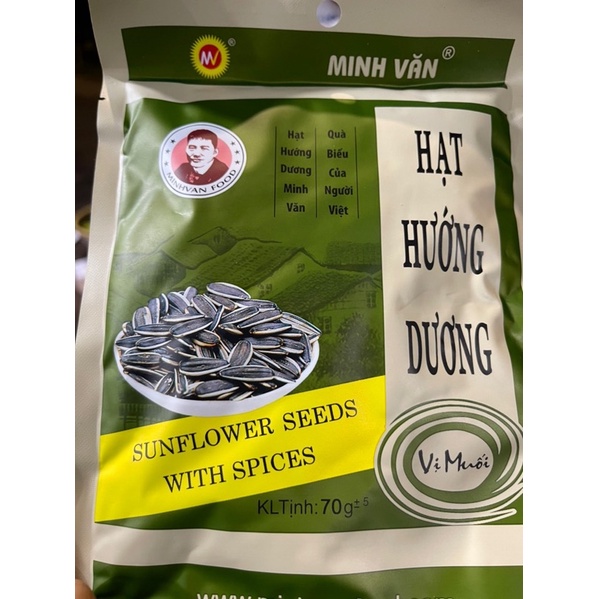 MV ®
MINH VĂN ®
MINHVAN FOOD
Hạt Quà
Hướng Biếu
Dương Của
Minh Người
Văn Việt
HẠT
HƯỚNG
DƯƠNG
SUNFLOWER SEEDS
WITH SPICES
Vị Muối
KLTịnh: 70g± 5